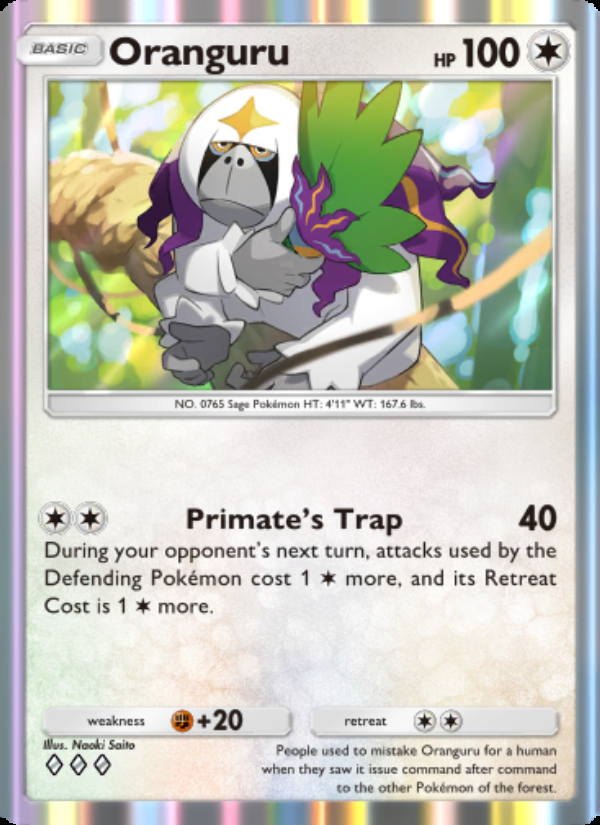 BASIC Oranguru HP 100
NO. 0765 Sage Pokémon HT: 4'11" WT: 167.6 lbs.
Primate's Trap 40
During your opponent's next turn, attacks used by the
Defending Pokémon cost 1 ✶ more, and its Retreat
Cost is 1 ✶ more.
weakness +20 retreat
Illus. Naoki Saito
People used to mistake Oranguru for a human
when they saw it issue command after command
to the other Pokémon of the forest.